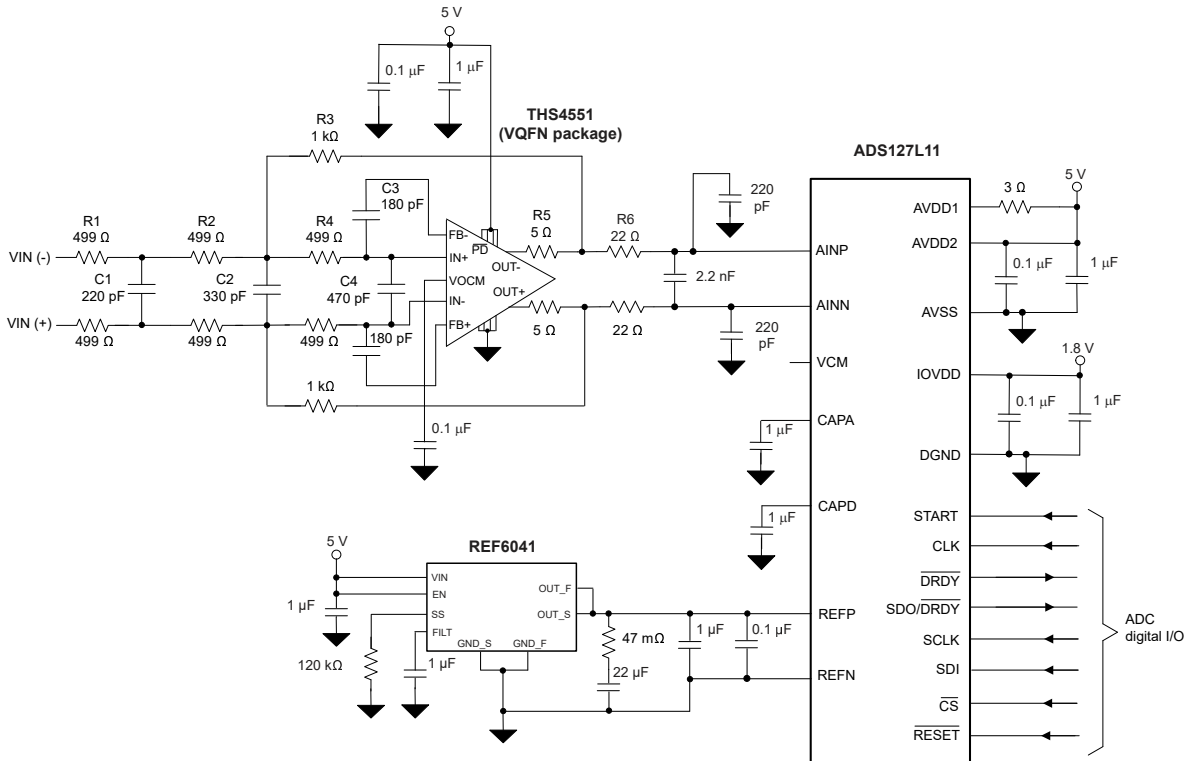 5 V
0.1 µF
1 µF
THS4551
(VQFN package)
R3
1 kΩ
ADS127L11
C3
180 pF
R1
499 Ω
R2
499 Ω
R4
499 Ω
VIN (-)
C1
220 pF
C2
330 pF
C4
470 pF
VIN (+)
499 Ω
499 Ω
499 Ω
180 pF
1 kΩ
0.1 µF
FB-
IN+
VOCM
IN-
FB+
PD
OUT-
OUT+
R5
5 Ω
R6
22 Ω
5 Ω
22 Ω
220
pF
2.2 nF
220
pF
AINP
AINN
VCM
CAPA
1 µF
CAPD
1 µF
REFP
REFN
AVDD1
3 Ω
5 V
AVDD2
0.1 µF
1 µF
AVSS
1.8 V
IOVDD
0.1 µF
1 µF
DGND
START
CLK
DRDY
SDO/DRDY
SCLK
SDI
CS
RESET
ADC
digital I/O
REF6041
5 V
1 µF
VIN
EN
SS
FILT
GND_S
GND_F
OUT_F
OUT_S
120 kΩ
1 µF
47 mΩ
22 µF
1 µF
0.1 µF